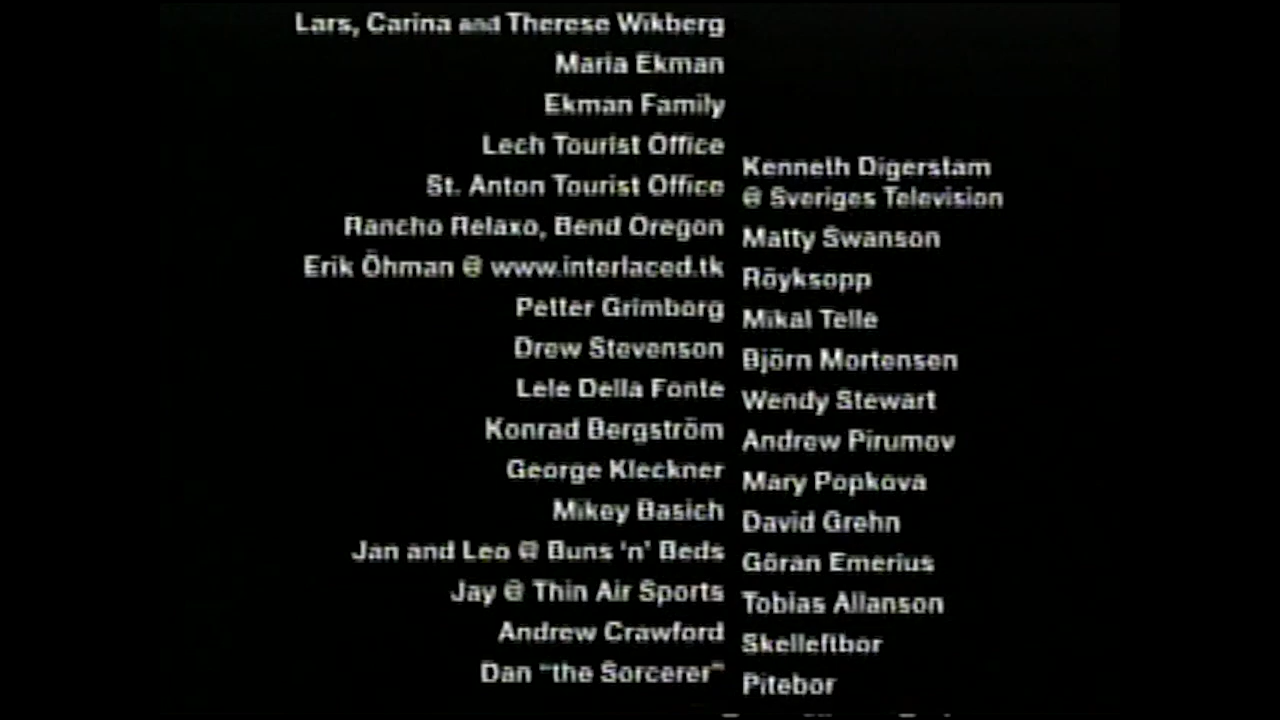 Lars, Carina and Therese Wikberg
Maria Ekman
Ekman Family
Lech Tourist Office
St. Anton Tourist Office
Rancho Relaxo, Bend Oregon
Erik Öhman @ www.interlaced.tk
Petter Grimborg
Drew Stevenson
Lele Della Fonte
Konrad Bergström
George Kleckner
Mikey Basich
Jan and Leo @ Buns 'n' Beds
Jay @ Thin Air Sports
Andrew Crawford
Dan "the Sorcerer"
Kenneth Digerstam
@ Sveriges Television
Matty Swanson
Röyksopp
Mikal Telle
Björn Mortensen
Wendy Stewart
Andrew Pirumov
Mary Popkova
David Grehn
Göran Emerius
Tobias Allanson
Skelleftbor
Pitebor